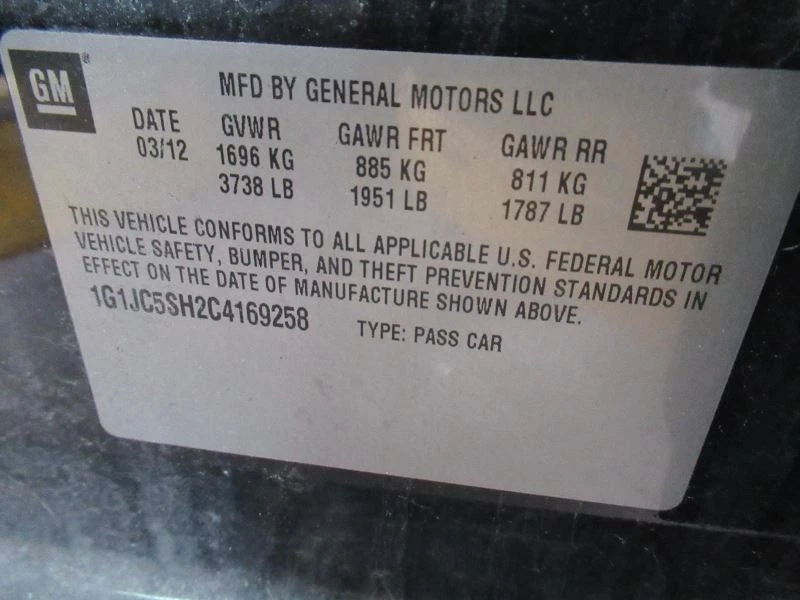 GM
MFD BY GENERAL MOTORS LLC
DATE GVWR GAWR FRT GAWR RR
03/12 1696 KG 885 KG 811 KG
3738 LB 1951 LB 1787 LB
THIS VEHICLE CONFORMS TO ALL APPLICABLE U.S. FEDERAL MOTOR
VEHICLE SAFETY, BUMPER, AND THEFT PREVENTION STANDARDS IN
EFFECT ON THE DATE OF MANUFACTURE SHOWN ABOVE.
1G1JC5SH2C4169258 TYPE: PASS CAR